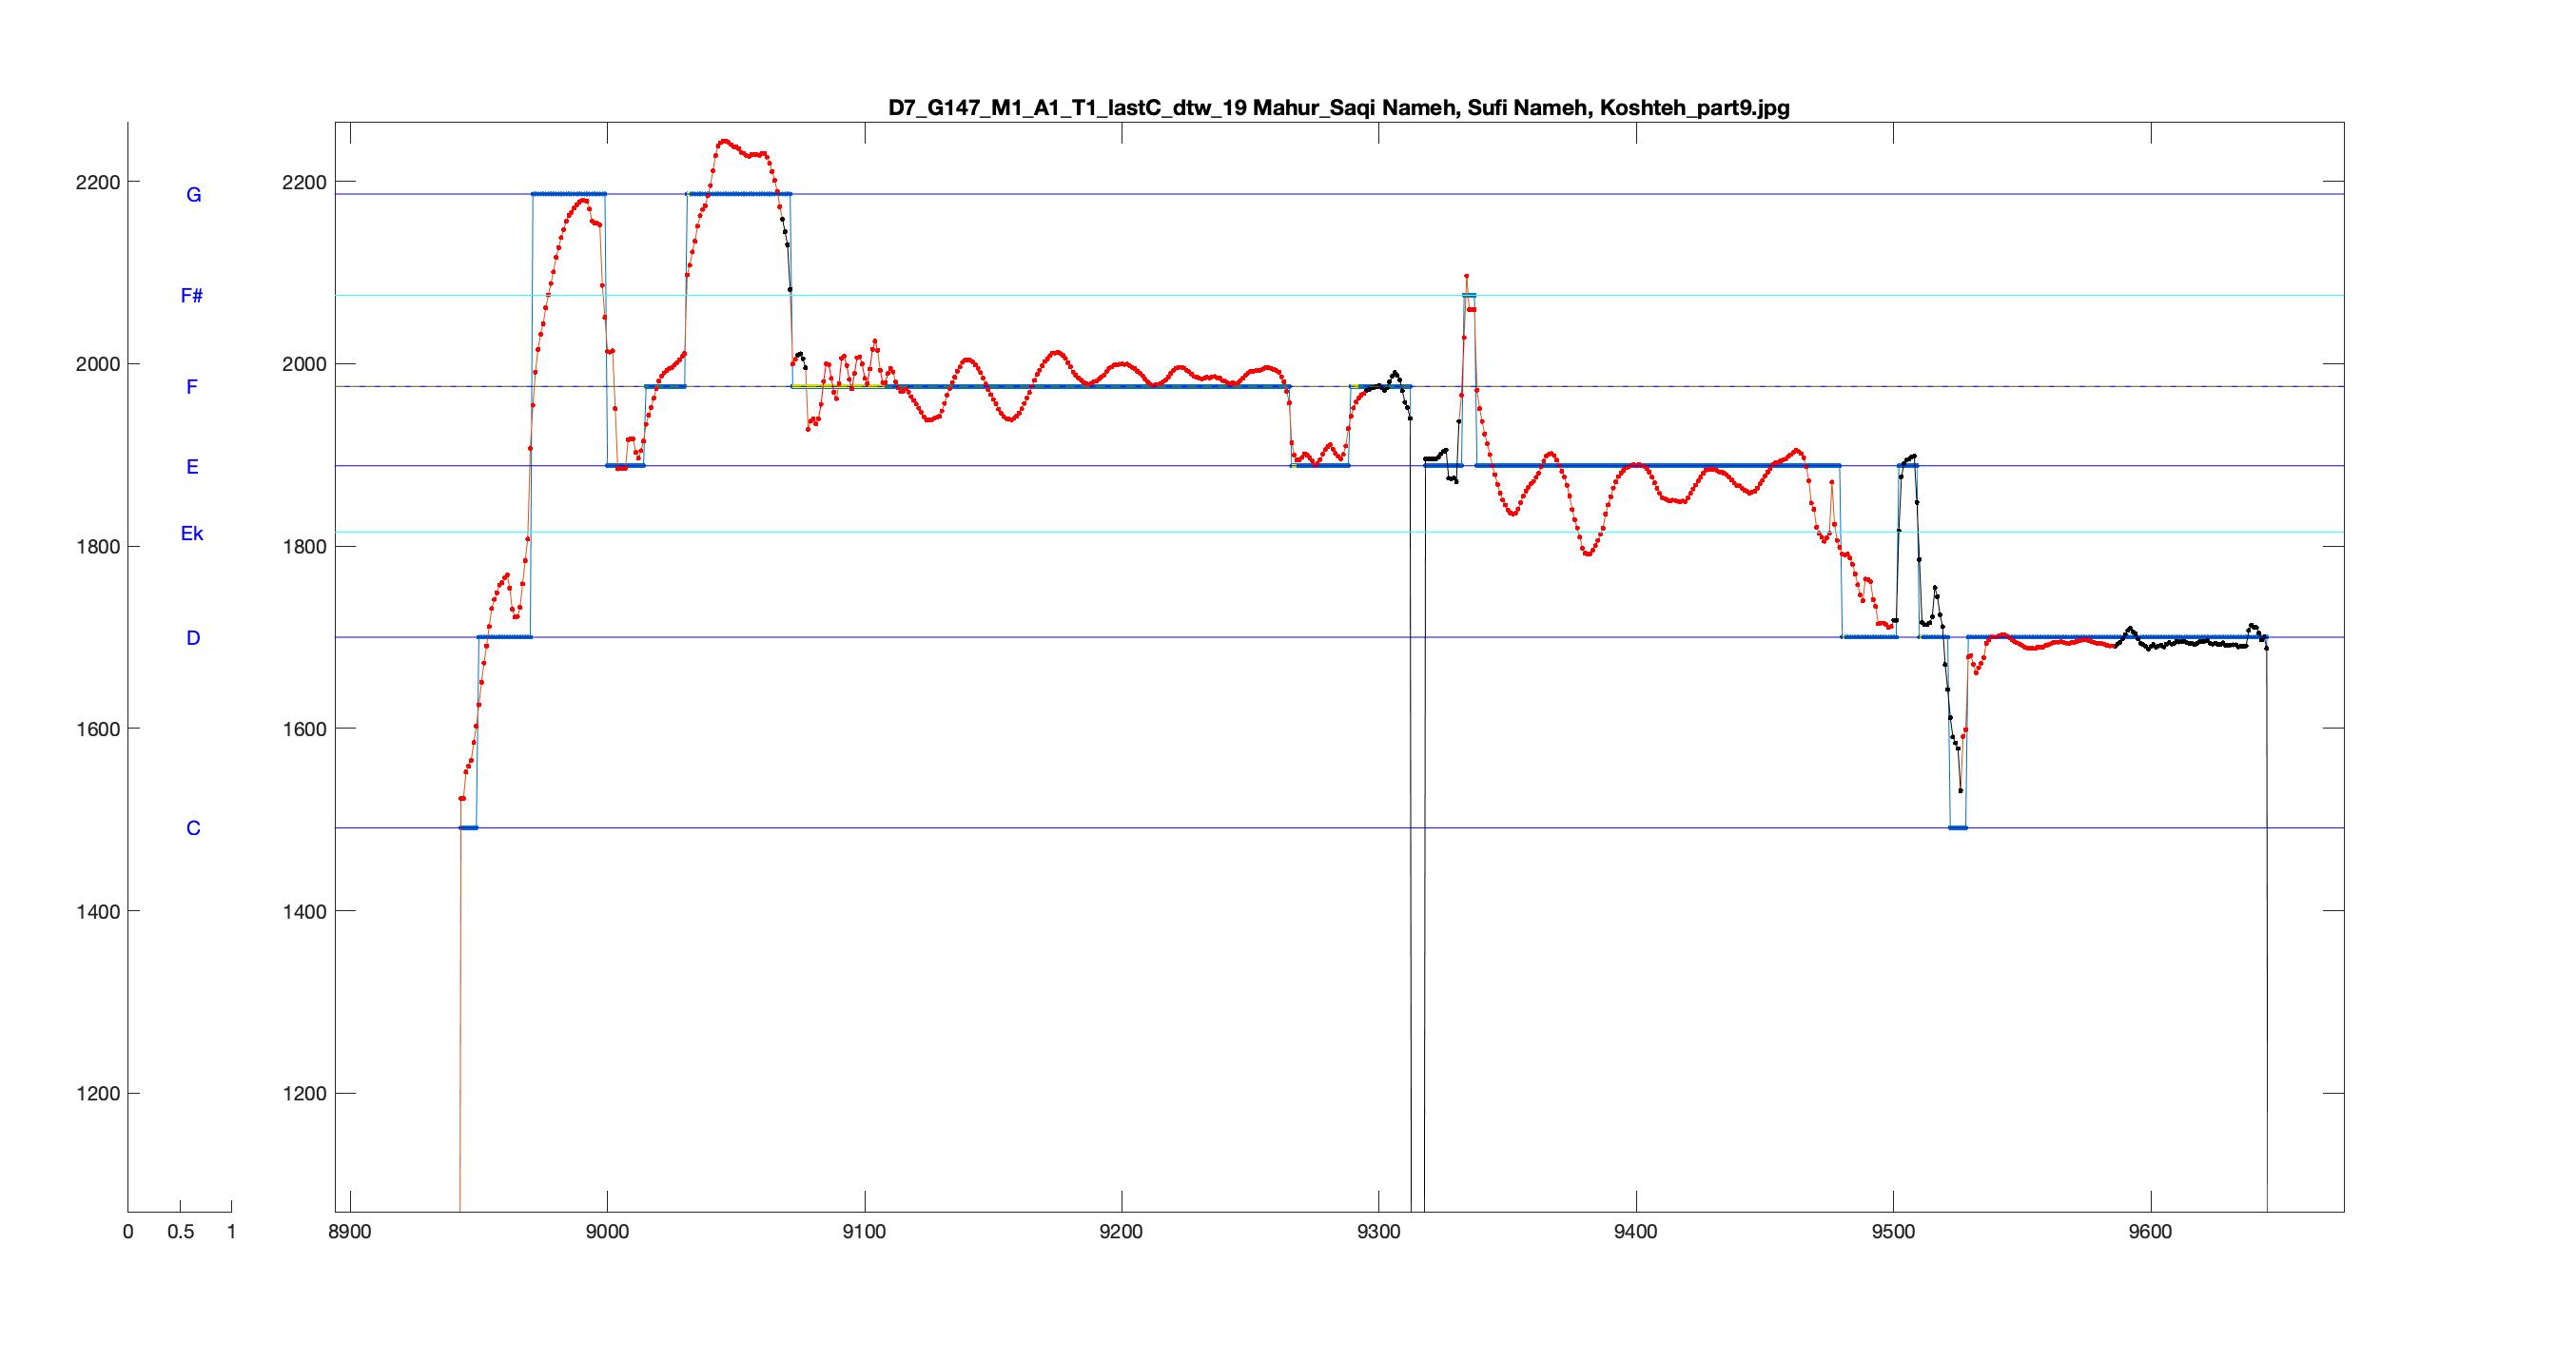 D7_G147_M1_A1_T1_lastC_dtw_19 Mahur_Saqi Nameh, Sufi Nameh, Koshteh_part9.jpg
2200 G 2200
F#
2000 2000
F
E
Ek
1800 1800
D
1600 1600
C
1400 1400
1200 1200
0 0.5 1 8900 9000 9100 9200 9300 9400 9500 9600